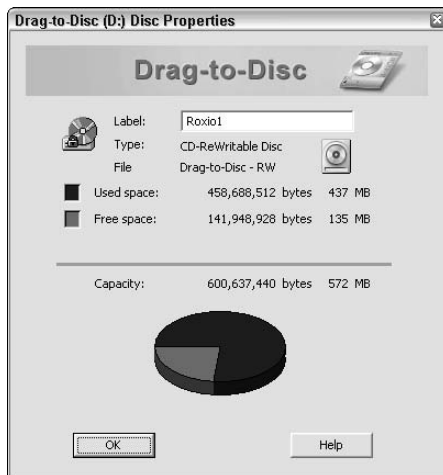 Drag-to-Disc (D:) Disc Properties
Drag-to-Disc
Label: Roxio1
Type: CD-ReWritable Disc
File Drag-to-Disc - RW
Used space: 458,688,512 bytes 437 MB
Free space: 141,948,928 bytes 135 MB
Capacity: 600,637,440 bytes 572 MB
OK Help